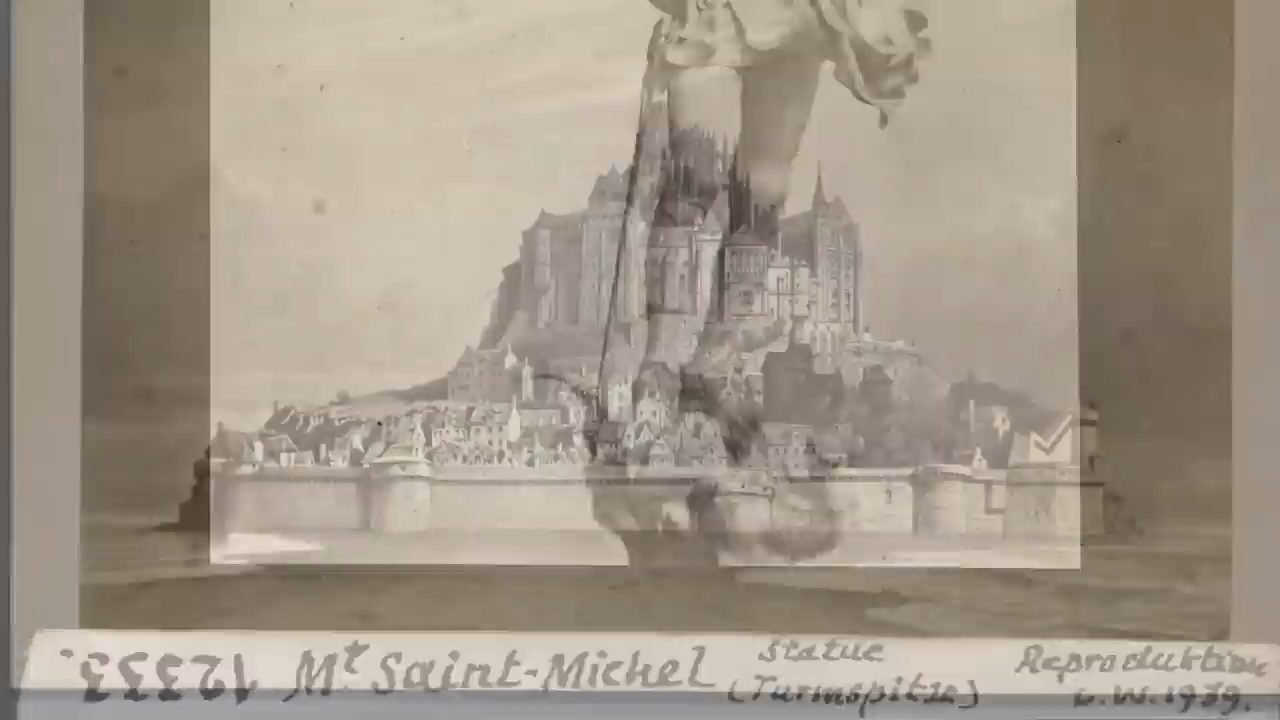 12333. Mt Saint-Michel
Statue
(Turmspitze)
Reproduktion
L.W. 1939.